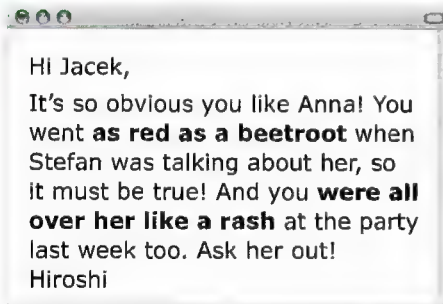 Hi Jacek,
It's so obvious you like Anna! You
went as red as a beetroot when
Stefan was talking about her, so
it must be true! And you were all
over her like a rash at the party
last week too. Ask her out!
Hiroshi